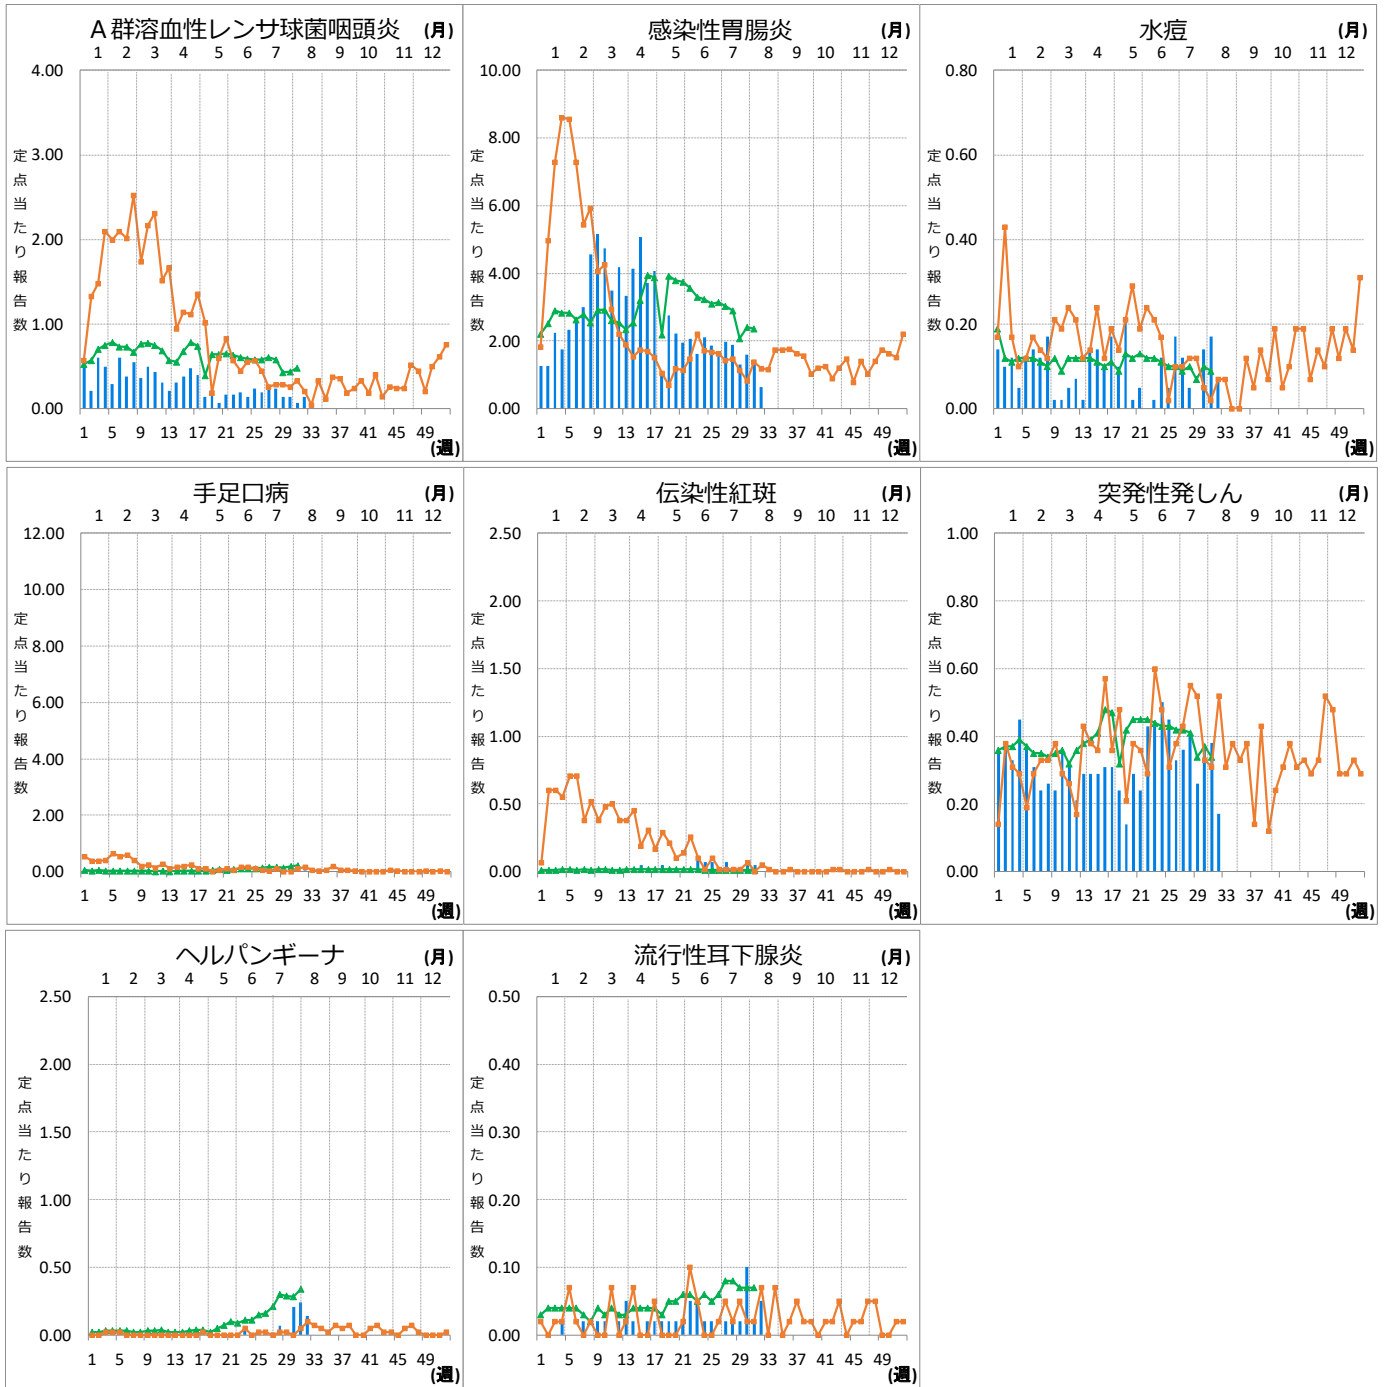 A群溶血性レンサ球菌咽頭炎 (月)
1 2 3 4 5 6 7 8 9 10 11 12
4.00
3.00
2.00
1.00
0.00
定点当たり報告数
1 5 9 13 17 21 25 29 33 37 41 45 49
(週)
感染性胃腸炎 (月)
1 2 3 4 5 6 7 8 9 10 11 12
10.00
8.00
6.00
4.00
2.00
0.00
定点当たり報告数
1 5 9 13 17 21 25 29 33 37 41 45 49
(週)
水痘 (月)
1 2 3 4 5 6 7 8 9 10 11 12
0.80
0.60
0.40
0.20
0.00
定点当たり報告数
1 5 9 13 17 21 25 29 33 37 41 45 49
(週)
手足口病 (月)
1 2 3 4 5 6 7 8 9 10 11 12
12.00
10.00
8.00
6.00
4.00
2.00
0.00
定点当たり報告数
1 5 9 13 17 21 25 29 33 37 41 45 49
(週)
伝染性紅斑 (月)
1 2 3 4 5 6 7 8 9 10 11 12
2.50
2.00
1.50
1.00
0.50
0.00
定点当たり報告数
1 5 9 13 17 21 25 29 33 37 41 45 49
(週)
突発性発しん (月)
1 2 3 4 5 6 7 8 9 10 11 12
1.00
0.80
0.60
0.40
0.20
0.00
定点当たり報告数
1 5 9 13 17 21 25 29 33 37 41 45 49
(週)
ヘルパンギーナ (月)
1 2 3 4 5 6 7 8 9 10 11 12
2.50
2.00
1.50
1.00
0.50
0.00
定点当たり報告数
1 5 9 13 17 21 25 29 33 37 41 45 49
(週)
流行性耳下腺炎 (月)
1 2 3 4 5 6 7 8 9 10 11 12
0.50
0.40
0.30
0.20
0.10
0.00
定点当たり報告数
1 5 9 13 17 21 25 29 33 37 41 45 49
(週)